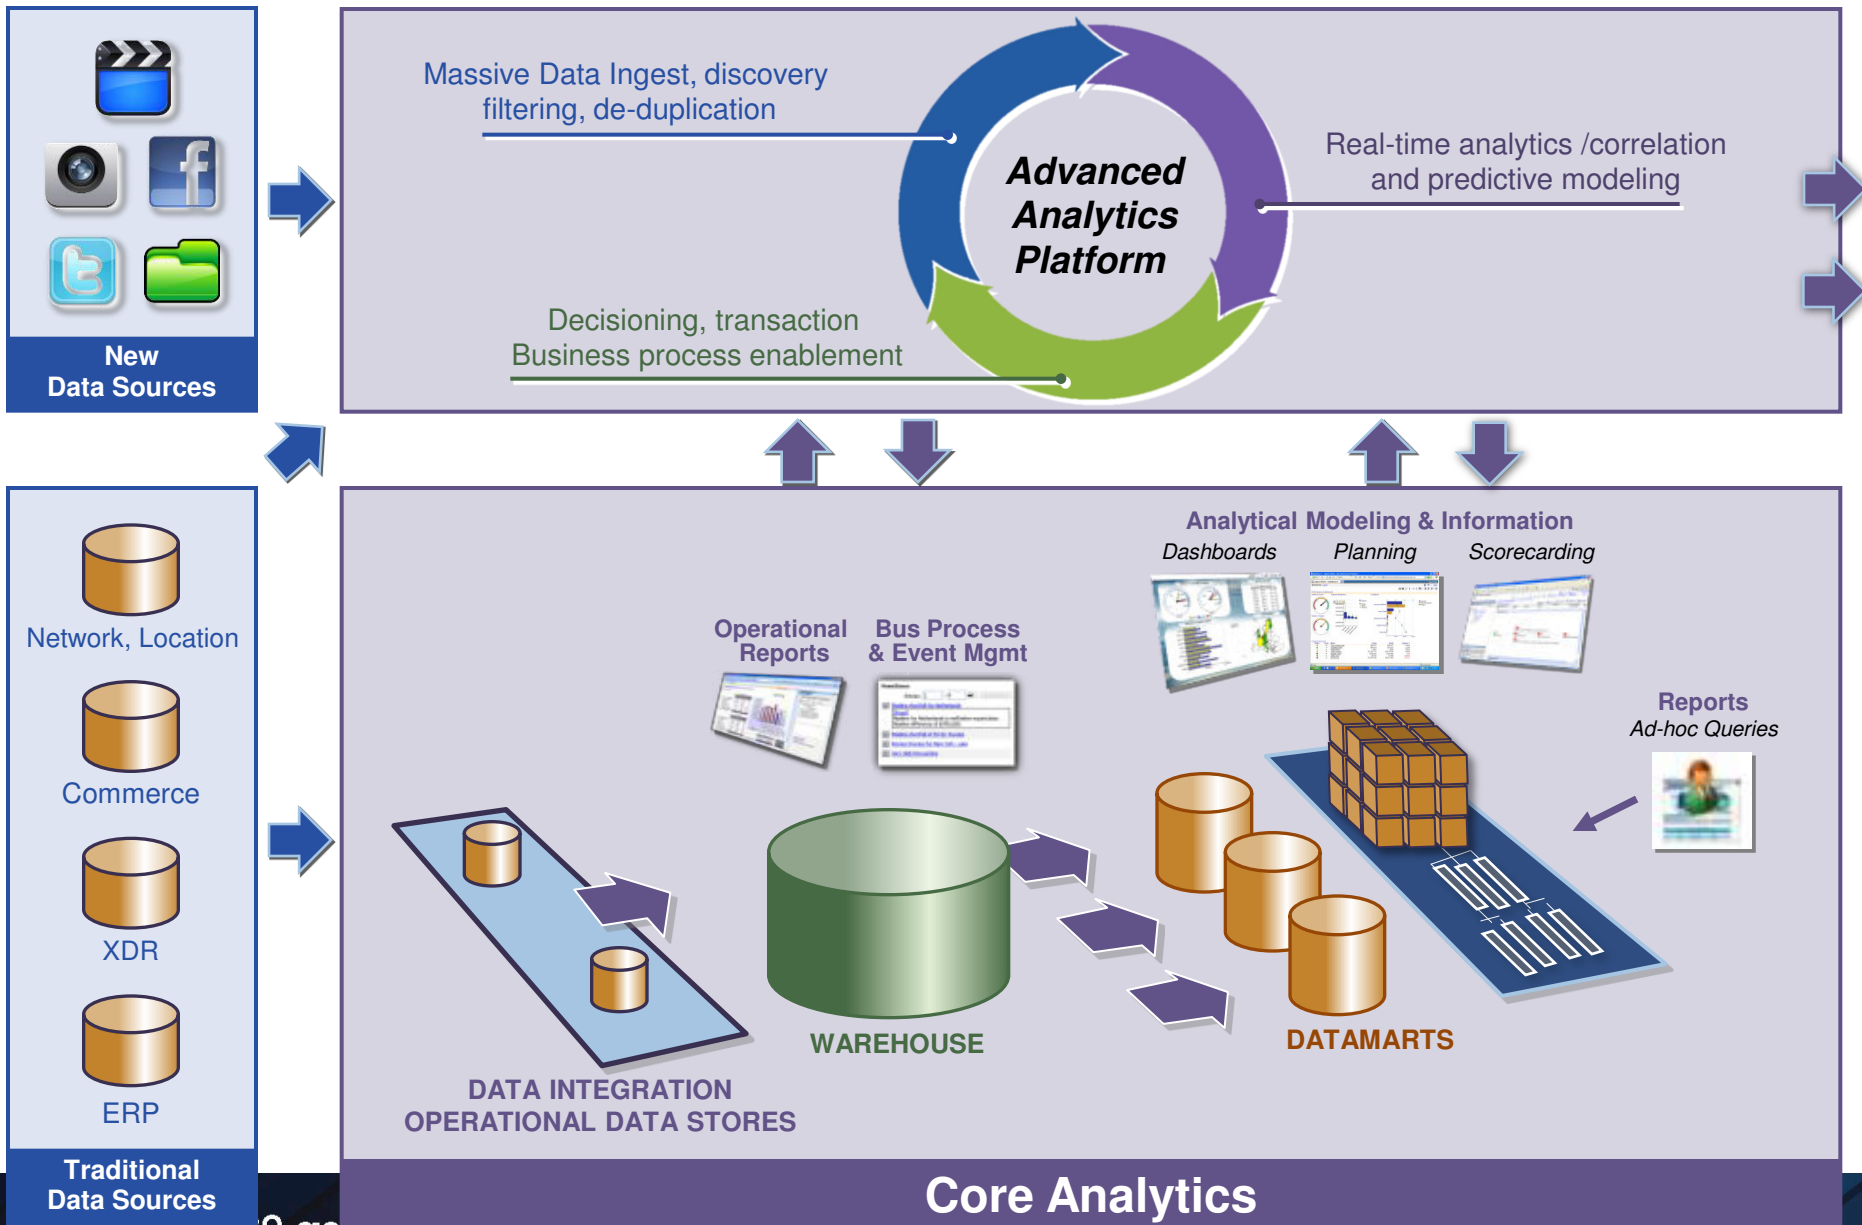 Massive Data Ingest, discovery
filtering, de-duplication
Advanced
Analytics
Platform
Real-time analytics /correlation
and predictive modeling
Decisioning, transaction
Business process enablement
New
Data Sources
Network, Location
Commerce
XDR
ERP
Traditional
Data Sources
Analytical Modeling & Information
Dashboards
Planning
Scorecarding
Operational
Reports
Bus Process
& Event Mgmt
Reports
Ad-hoc Queries
WAREHOUSE
DATAMARTS
DATA INTEGRATION
OPERATIONAL DATA STORES
Core Analytics